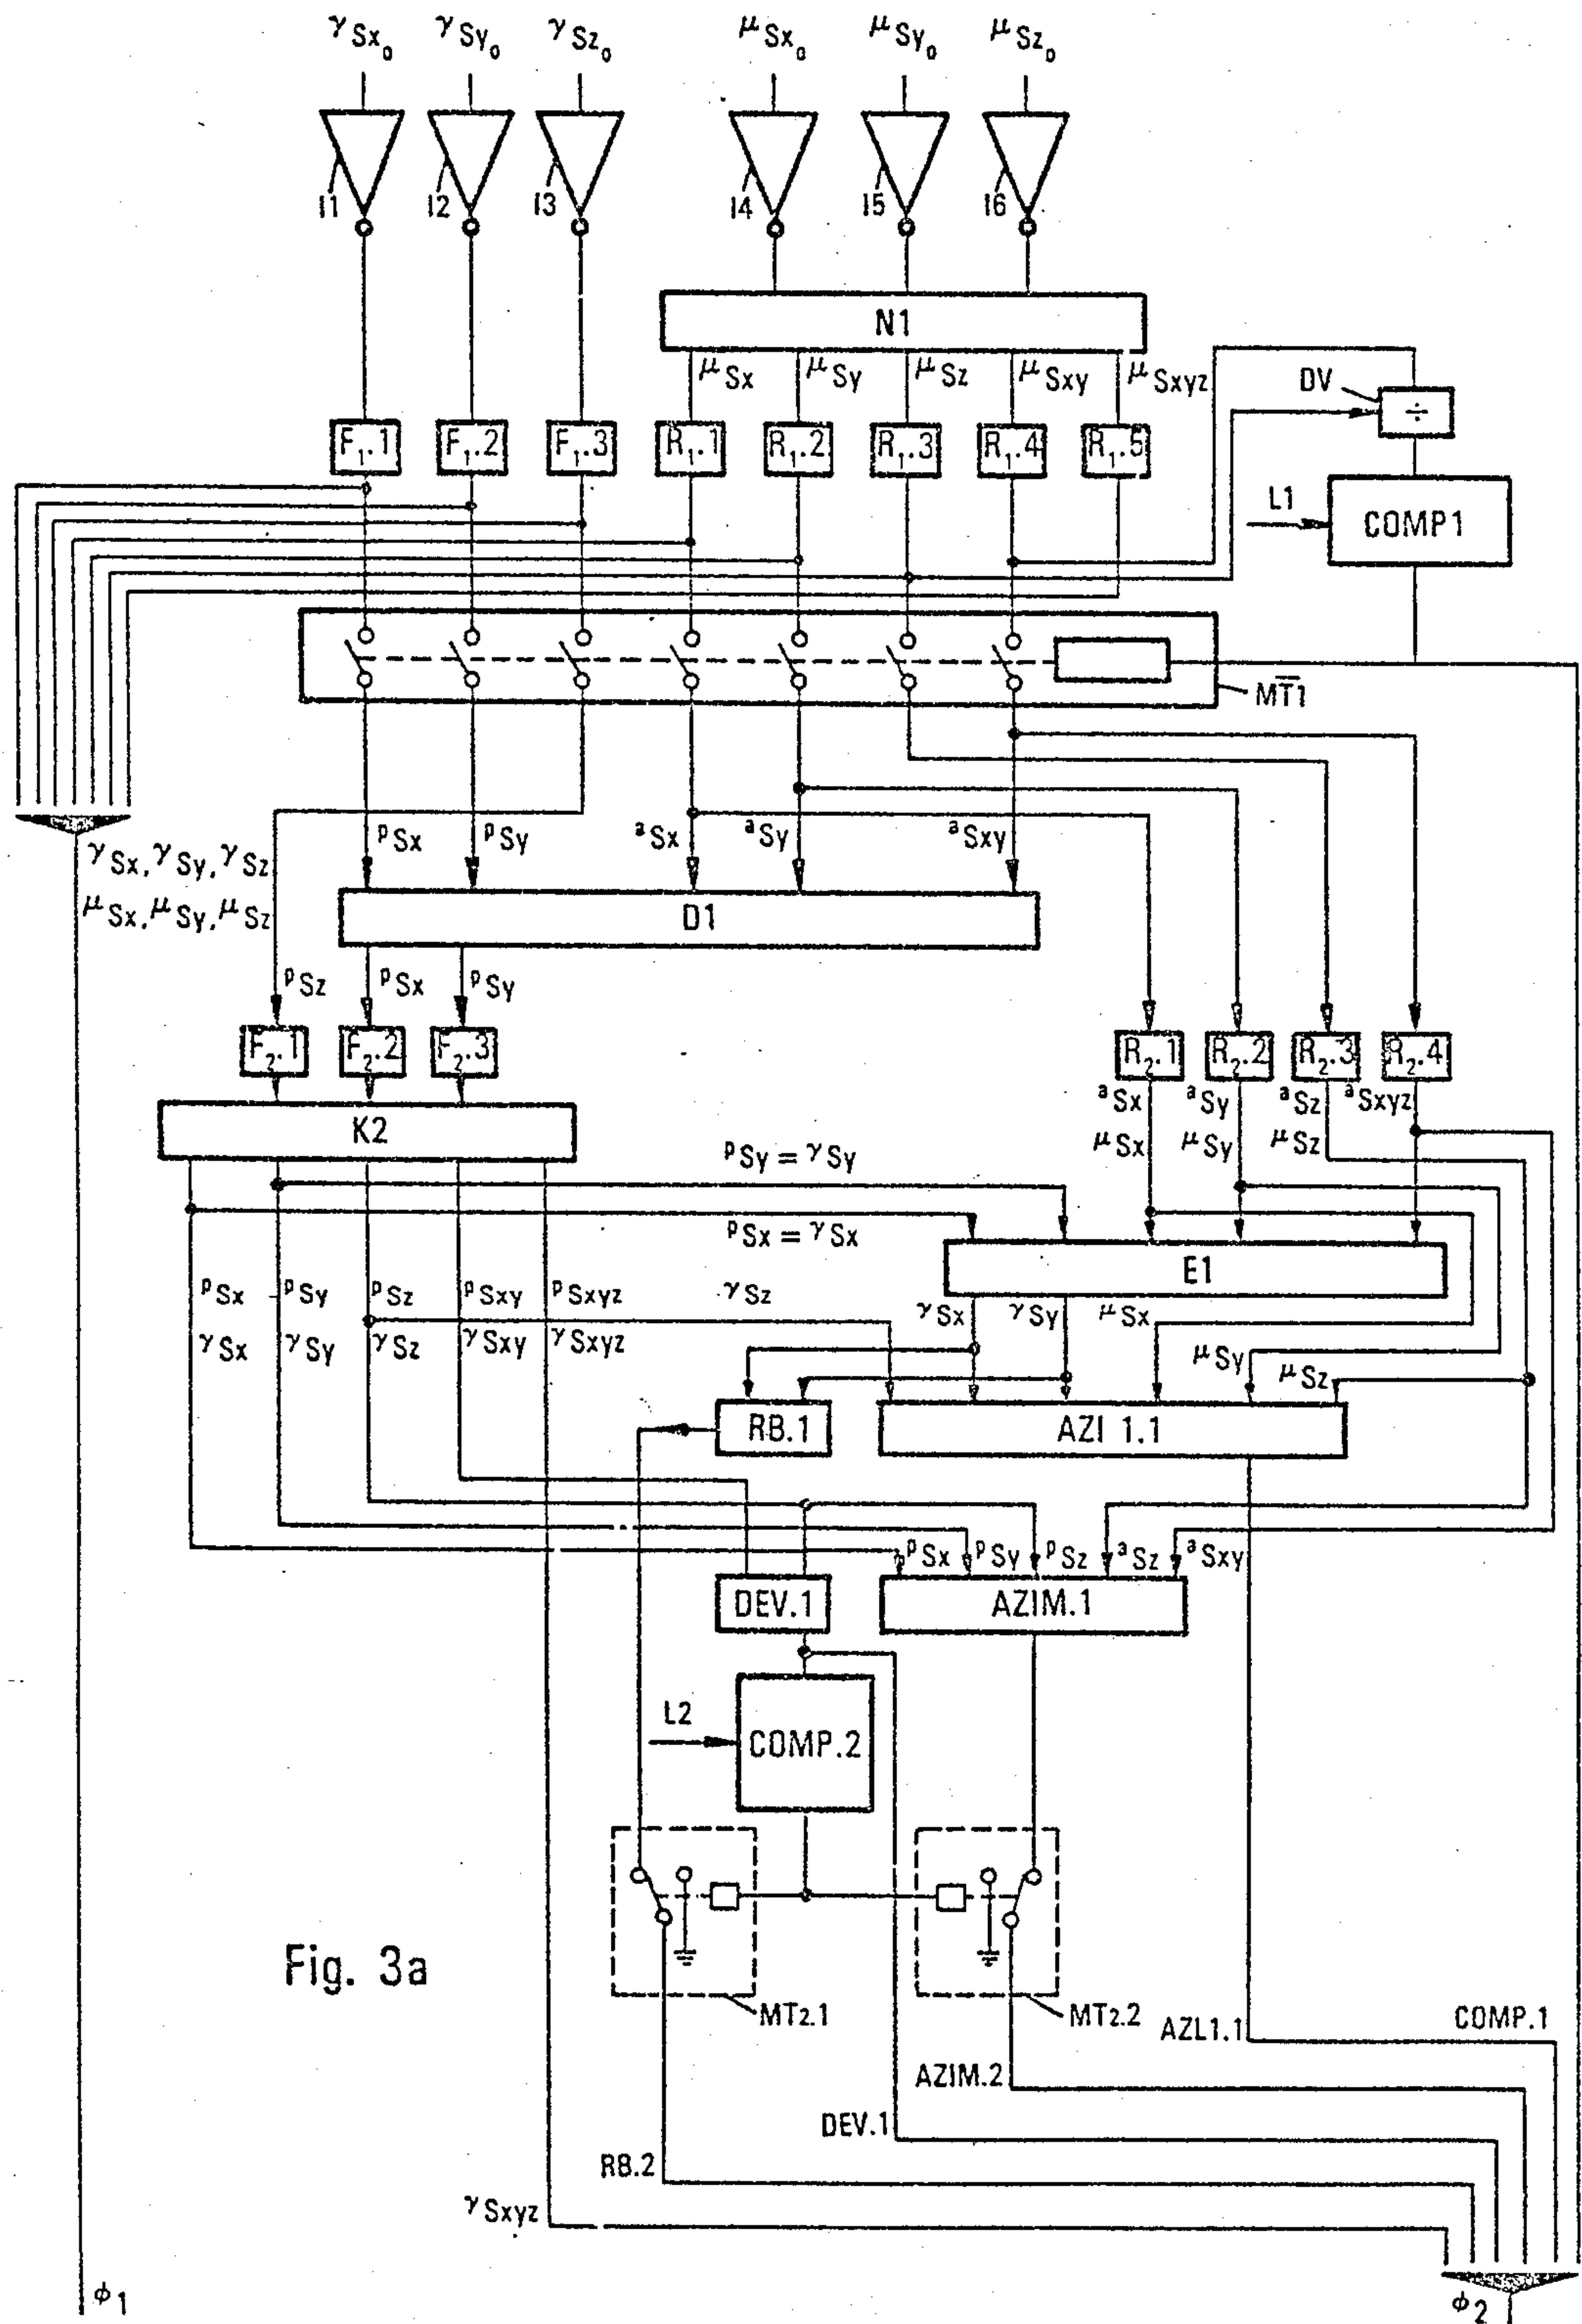 γSx₀ γSy₀ γSz₀ μSx₀ μSy₀ μSz₀
I1 I2 I3 I4 I5 I6
N1
μSx μSy μSz μSxy μSxyz
DV ÷
F₁.1 F₁.2 F₁.3 R₁.1 R₁.2 R₁.3 R₁.4 R₁.5
L1 COMP1
MT1
pSx pSy aSx aSy aSxy
γSx, γSy, γSz
μSx, μSy, μSz
D1
pSz pSx pSy
F₂.1 F₂.2 F₂.3 R₂.1 R₂.2 R₂.3 R₂.4
aSx aSy aSz aSxyz
K2
μSx μSy μSz
pSy = γSy
pSx = γSx
E1
pSx pSy pSz pSxy pSxyz γSz
γSx γSy μSx
γSx γSy γSz γSxy γSxyz
μSy μSz
RB.1 AZI 1.1
pSx pSy pSz aSz aSxy
DEV.1 AZIM.1
L2
COMP.2
Fig. 3a
MT2.1 MT2.2
AZL1.1 COMP.1
AZIM.2
DEV.1
RB.2
γSxyz
ϕ1
ϕ2